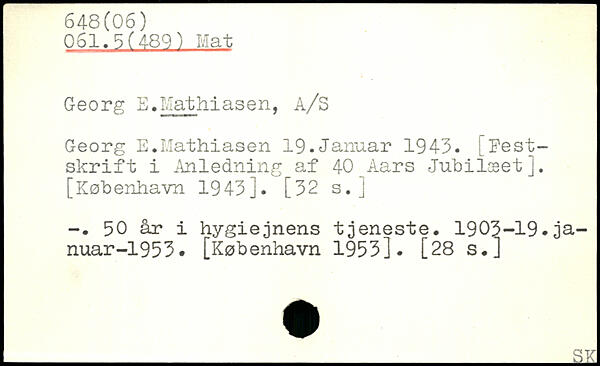 648(06)
061.5(489) Mat
Georg E.Mathiasen, A/S
Georg E.Mathiasen 19.Januar 1943. [Fest-
skrift i Anledning af 40 Aars Jubilæet].
[København 1943]. [32 s.]
-. 50 år i hygiejnens tjeneste. 1903-19.ja-
nuar-1953. [København 1953]. [28 s.]
SK